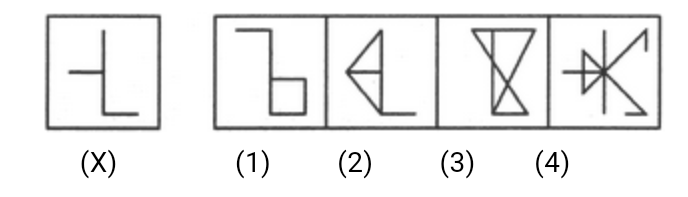 (X) (1) (2) (3) (4)